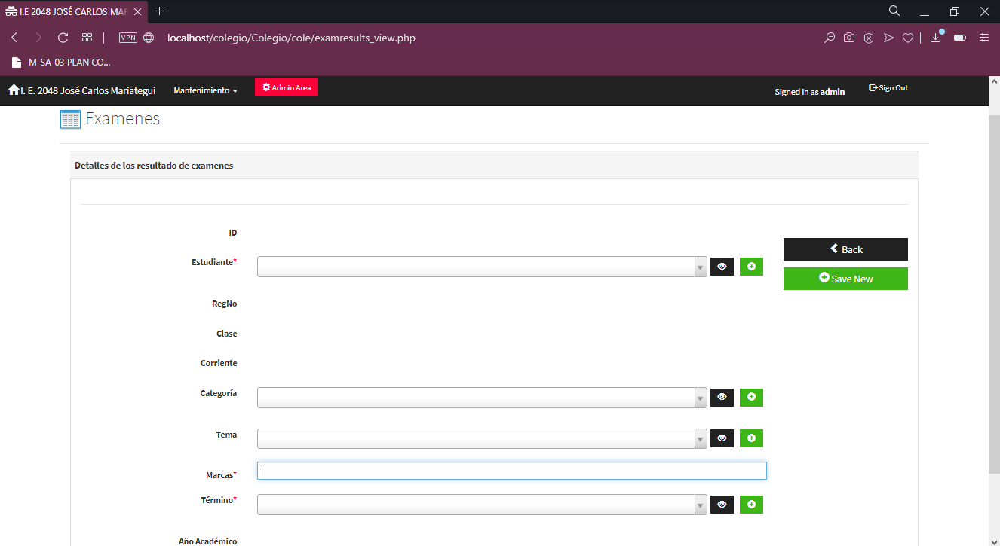 I.E 2048 JOSÉ CARLOS MAR
VPN
localhost/colegio/Colegio/cole/examresults_view.php
M-SA-03 PLAN CO...
I. E. 2048 José Carlos Mariategui
Mantenimiento
Admin Area
Signed in as admin
Sign Out
Examenes
Detalles de los resultado de examenes
ID
Back
Estudiante*
Save New
RegNo
Clase
Corriente
Categoría
Tema
Marcas*
Término*
Año Académico